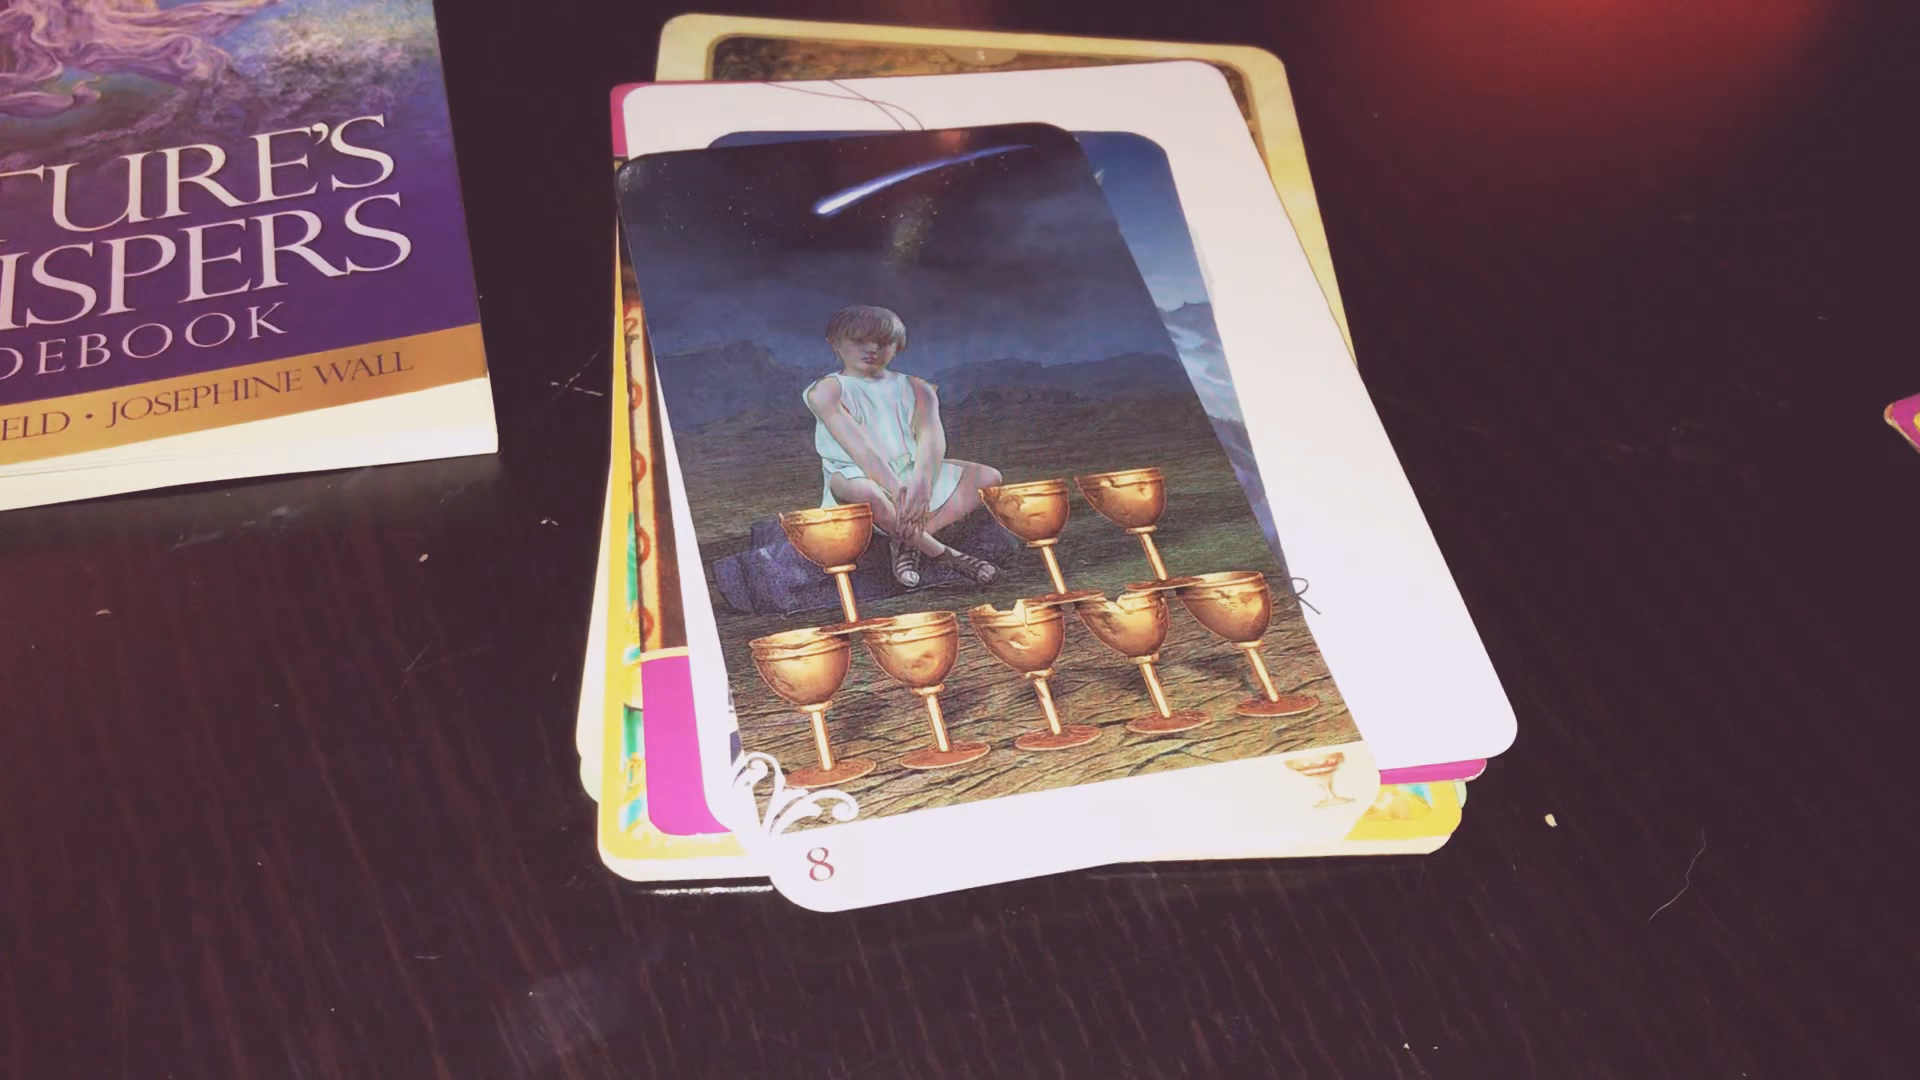 TURE'S
ISPERS
DEBOOK
ELD • JOSEPHINE WALL
R
8